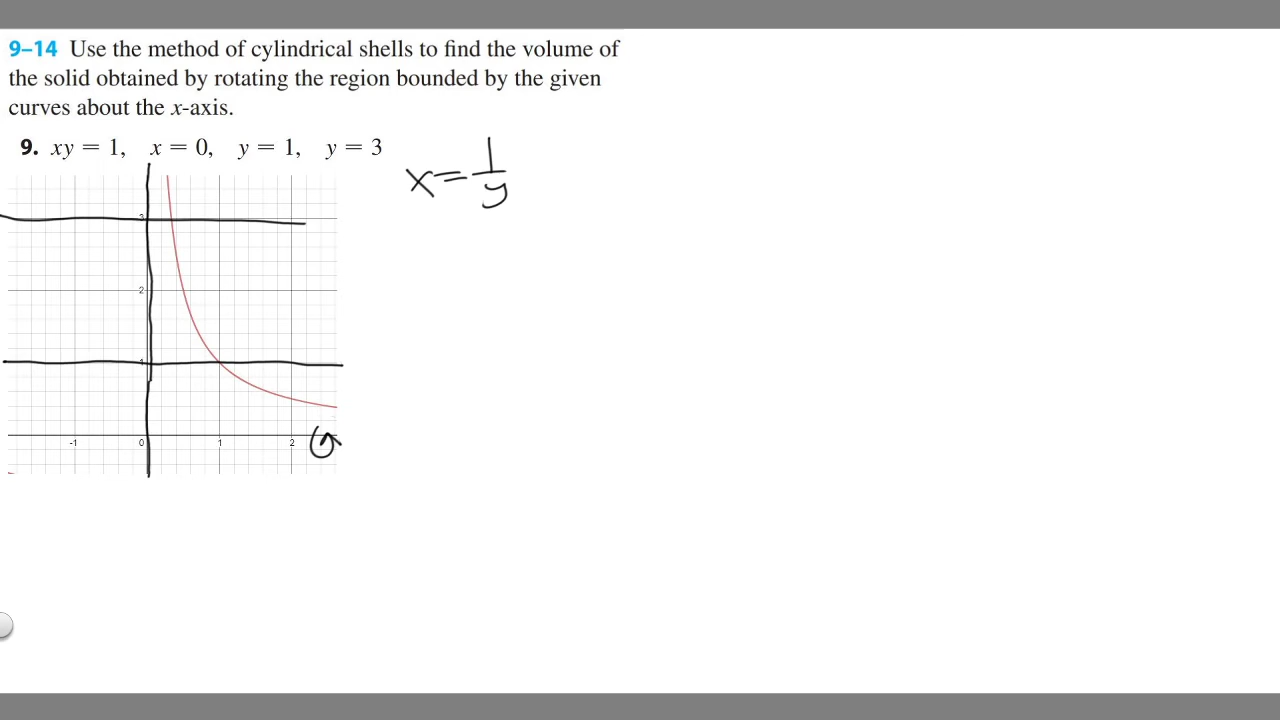 9–14 Use the method of cylindrical shells to find the volume of
the solid obtained by rotating the region bounded by the given
curves about the x-axis.
9. xy = 1, x = 0, y = 1, y = 3
x = 1/y
3
2
1
-1 0 1 2